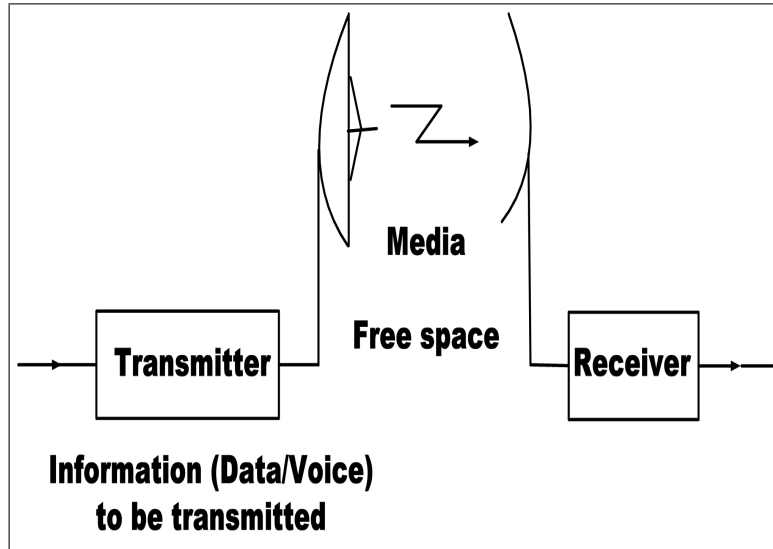 Media
Free space
Transmitter
Receiver
Information (Data/Voice)
to be transmitted